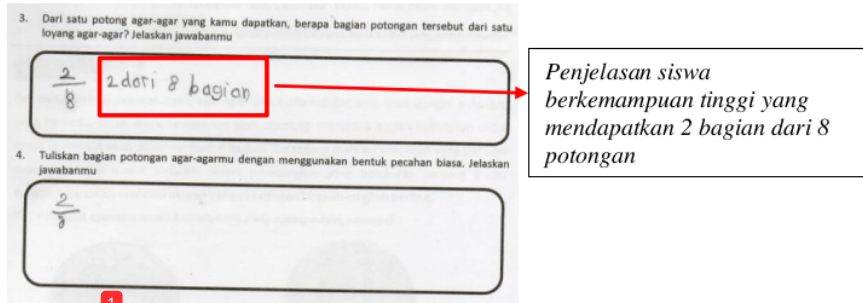 3. Dari satu potong agar-agar yang kamu dapatkan, berapa bagian potongan tersebut dari satu
loyang agar-agar? Jelaskan jawabanmu
2/8 2 dari 8 bagian
Penjelasan siswa
berkemampuan tinggi yang
mendapatkan 2 bagian dari 8
potongan
4. Tuliskan bagian potongan agar-agarmu dengan menggunakan bentuk pecahan biasa. Jelaskan
jawabanmu
2
1